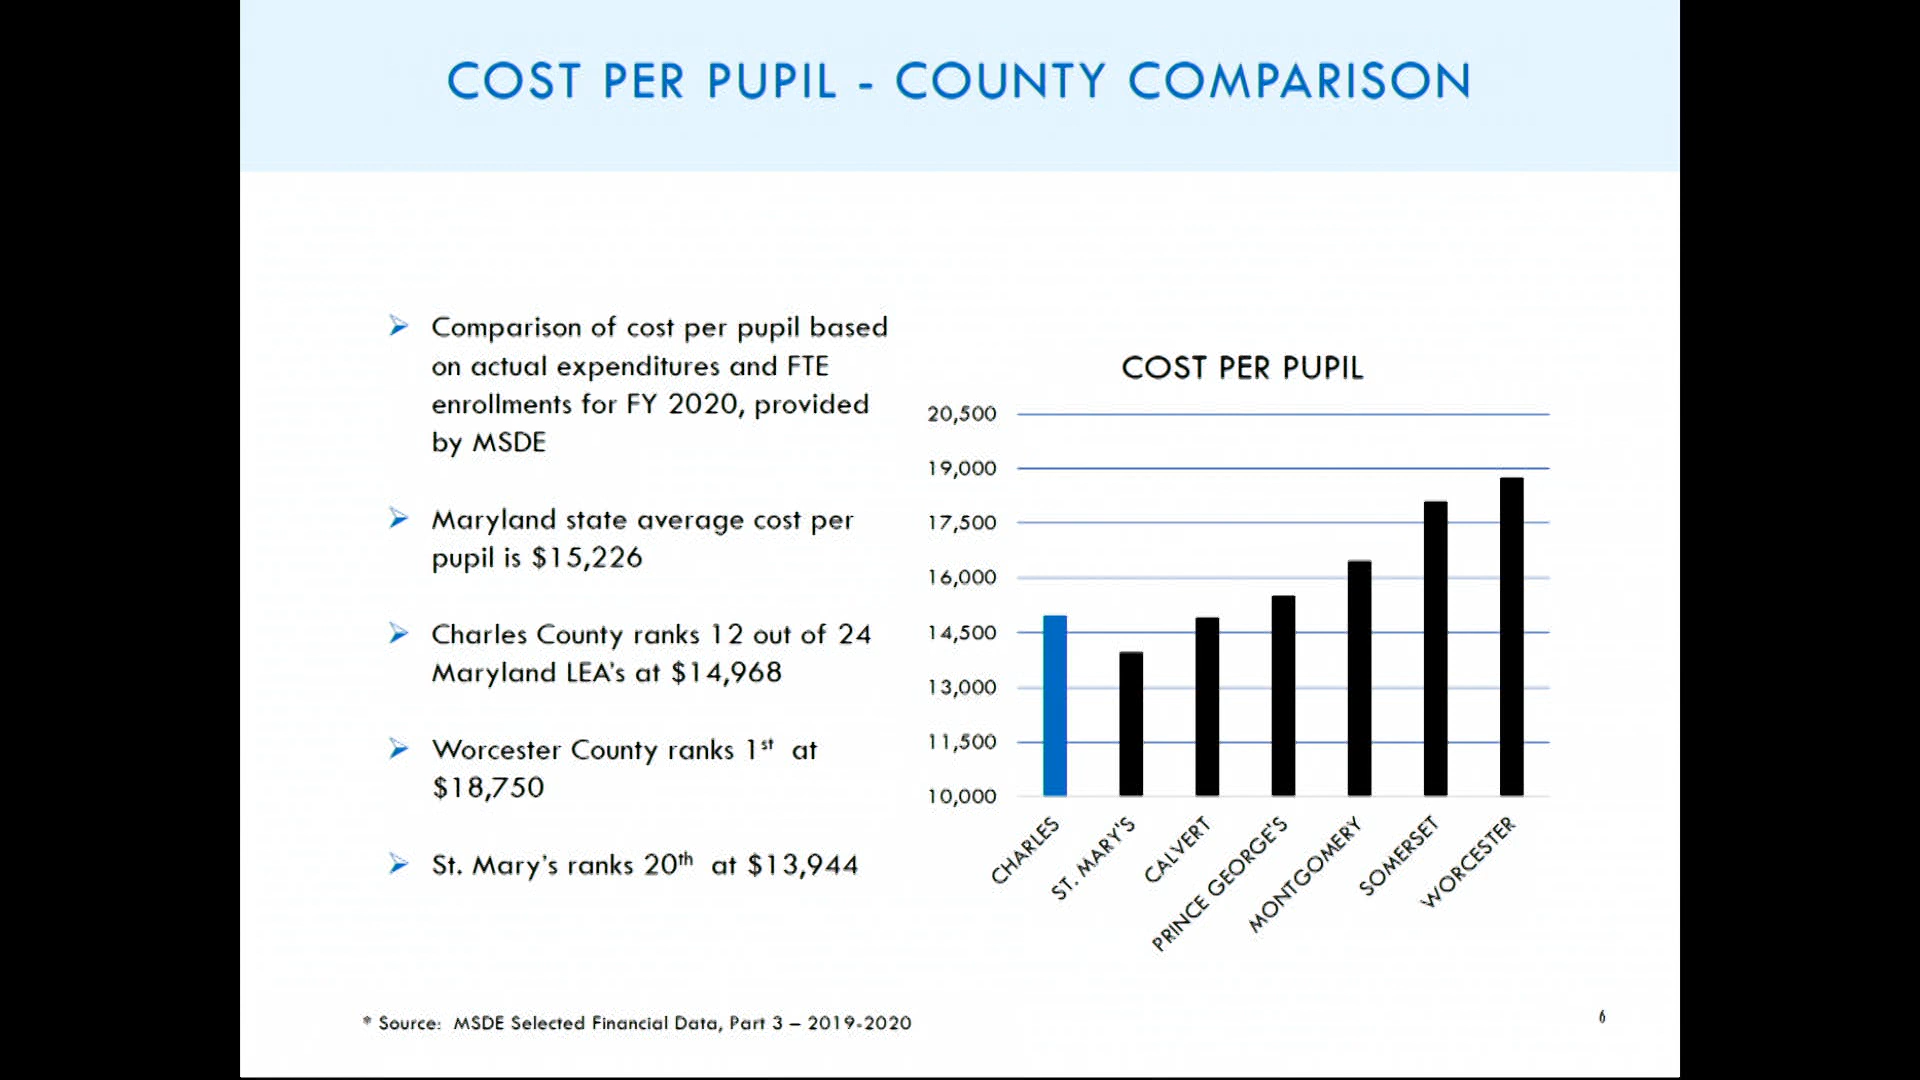 COST PER PUPIL - COUNTY COMPARISON
Comparison of cost per pupil based
on actual expenditures and FTE
enrollments for FY 2020, provided
by MSDE
Maryland state average cost per
pupil is $15,226
Charles County ranks 12 out of 24
Maryland LEA's at $14,968
Worcester County ranks 1st at
$18,750
St. Mary's ranks 20th at $13,944
COST PER PUPIL
20,500
19,000
17,500
16,000
14,500
13,000
11,500
10,000
CHARLES
ST. MARY'S
CALVERT
PRINCE GEORGE'S
MONTGOMERY
SOMERSET
WORCESTER
* Source: MSDE Selected Financial Data, Part 3 – 2019-2020
6